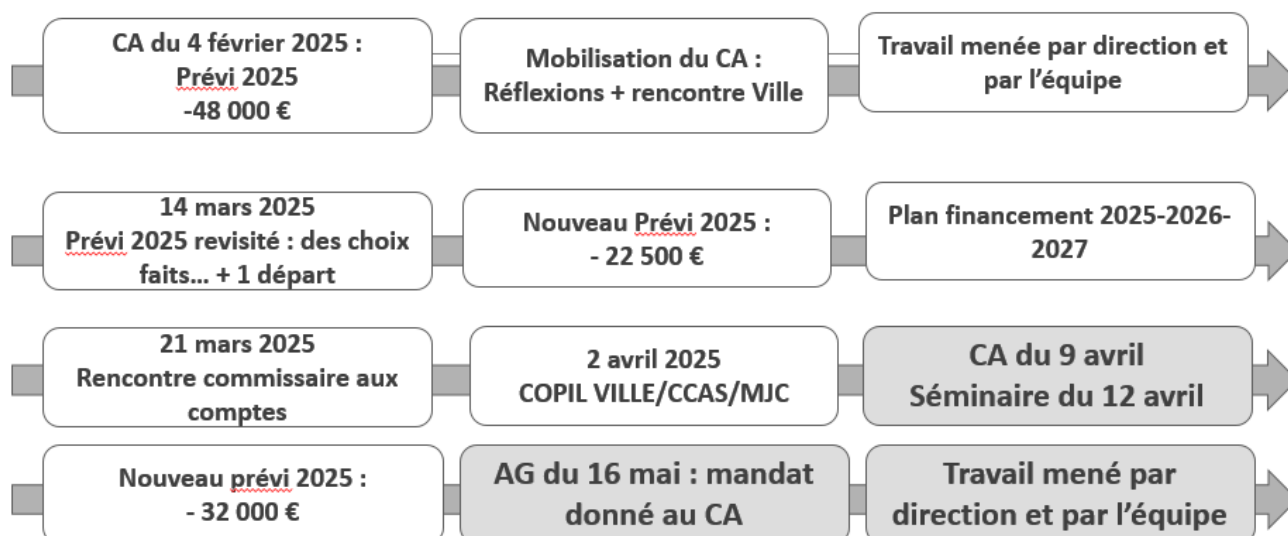 CA du 4 février 2025 :
Prévi 2025
-48 000 €
Mobilisation du CA :
Réflexions + rencontre Ville
Travail menée par direction et
par l’équipe
14 mars 2025
Prévi 2025 revisité : des choix
faits… + 1 départ
Nouveau Prévi 2025 :
- 22 500 €
Plan financement 2025-2026-
2027
21 mars 2025
Rencontre commissaire aux
comptes
2 avril 2025
COPIL VILLE/CCAS/MJC
CA du 9 avril
Séminaire du 12 avril
Nouveau prévi 2025 :
- 32 000 €
AG du 16 mai : mandat
donné au CA
Travail mené par
direction et par l’équipe